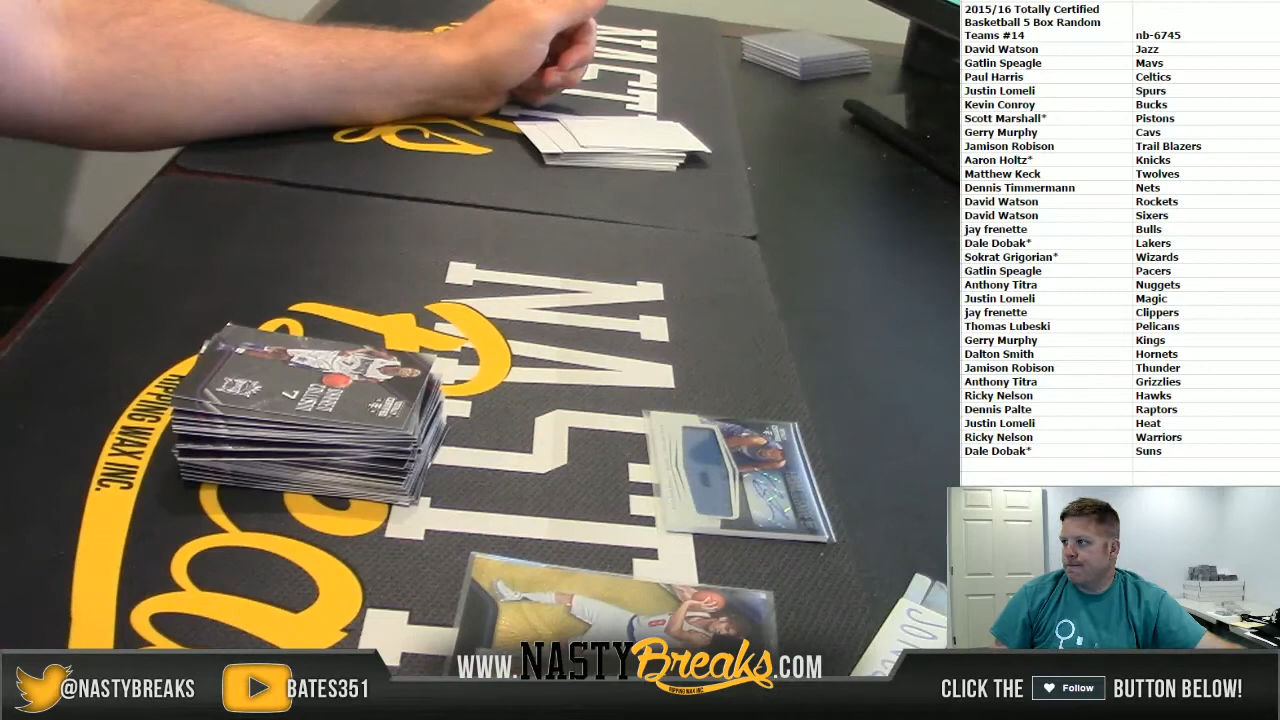 2015/16 Totally Certified
Basketball 5 Box Random
Teams #14 nb-6745
David Watson Jazz
Gatlin Speagle Mavs
Paul Harris Celtics
Justin Lomeli Spurs
Kevin Conroy Bucks
Scott Marshall* Pistons
Gerry Murphy Cavs
Jamison Robison Trail Blazers
Aaron Holtz* Knicks
Matthew Keck Twolves
Dennis Timmermann Nets
David Watson Rockets
David Watson Sixers
jay frenette Bulls
Dale Dobak* Lakers
Sokrat Grigorian* Wizards
Gatlin Speagle Pacers
Anthony Titra Nuggets
Justin Lomeli Magic
jay frenette Clippers
Thomas Lubeski Pelicans
Gerry Murphy Kings
Dalton Smith Hornets
Jamison Robison Thunder
Anthony Titra Grizzlies
Ricky Nelson Hawks
Dennis Palte Raptors
Justin Lomeli Heat
Ricky Nelson Warriors
Dale Dobak* Suns
NAST
RIPPING WAX INC.
@NASTYBREAKS
BATES351
WWW.NASTYBreaks.COM
RIPPING WAX INC.
CLICK THE Follow BUTTON BELOW!